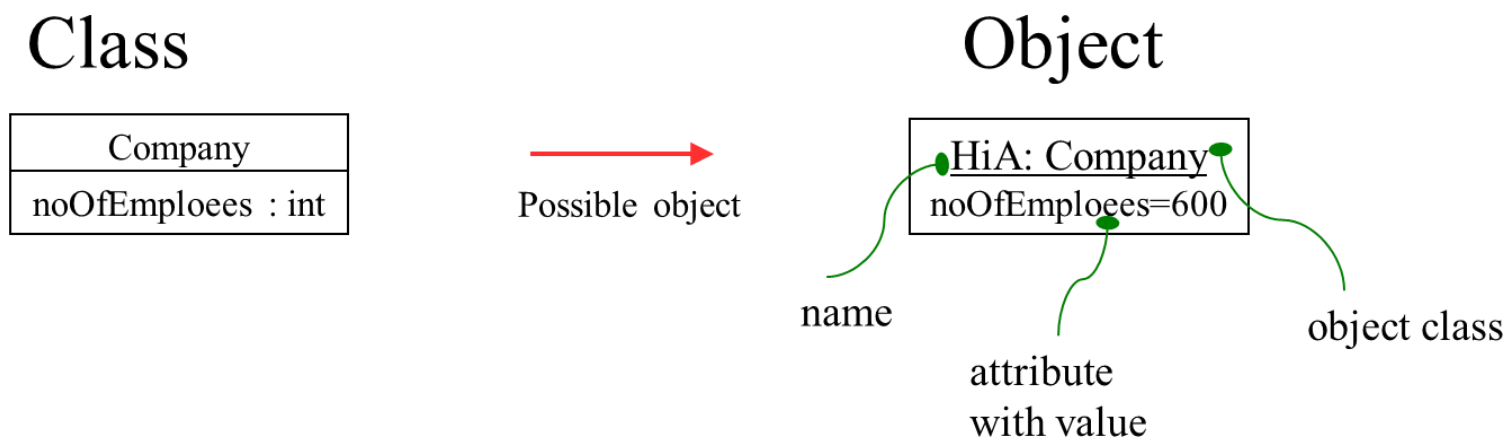 Class
Object
Company
noOfEmploees : int
Possible object
HiA: Company
noOfEmploees=600
name
object class
attribute
with value